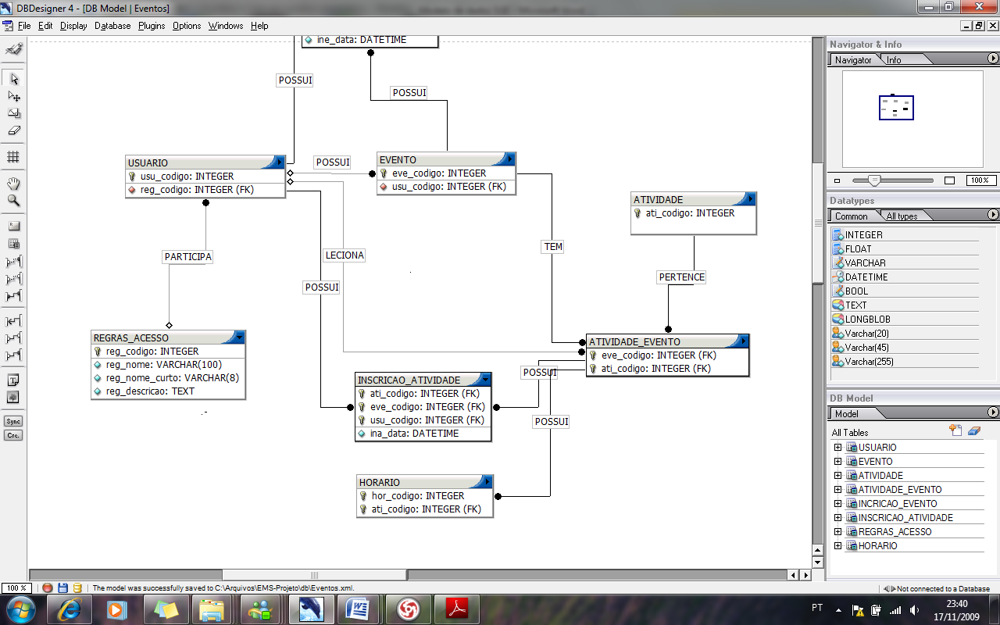 DBDesigner 4 - [DB Model | Eventos]
File Edit Display Database Plugins Options Windows Help
ine_data: DATETIME
POSSUI
POSSUI
USUARIO
usu_codigo: INTEGER
reg_codigo: INTEGER (FK)
POSSUI
EVENTO
eve_codigo: INTEGER
usu_codigo: INTEGER (FK)
ATIVIDADE
ati_codigo: INTEGER
PARTICIPA
LECIONA
TEM
POSSUI
PERTENCE
REGRAS_ACESSO
reg_codigo: INTEGER
reg_nome: VARCHAR(100)
reg_nome_curto: VARCHAR(8)
reg_descricao: TEXT
ATIVIDADE_EVENTO
eve_codigo: INTEGER (FK)
ati_codigo: INTEGER (FK)
POSSUI
INSCRICAO_ATIVIDADE
ati_codigo: INTEGER (FK)
eve_codigo: INTEGER (FK)
usu_codigo: INTEGER (FK)
ina_data: DATETIME
POSSUI
HORARIO
hor_codigo: INTEGER
ati_codigo: INTEGER (FK)
Sync
Cnc.
Navigator & Info
Navigator Info
100%
Datatypes
Common All types
INTEGER
FLOAT
VARCHAR
DATETIME
BOOL
TEXT
LONGBLOB
Varchar(20)
Varchar(45)
Varchar(255)
DB Model
Model
All Tables
USUARIO
EVENTO
ATIVIDADE
ATIVIDADE_EVENTO
INCRICAO_EVENTO
INSCRICAO_ATIVIDADE
REGRAS_ACESSO
HORARIO
100 % The model was successfully saved to C:\Arquivos\EMS-Projeto\db\Eventos.xml. Not connected to a Database
PT 23:40
17/11/2009